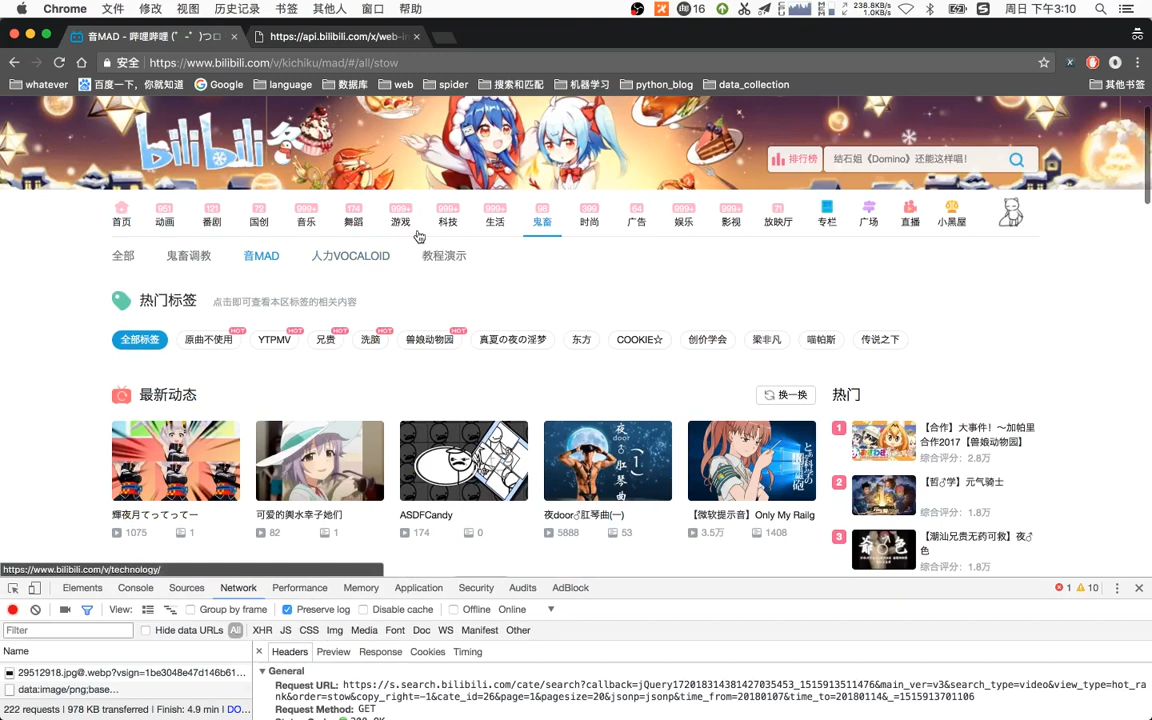 Chrome 文件 修改 视图 历史记录 书签 其他人 窗口 帮助 16 238.8KB/s 1.0KB/s 周日 下午3:10
音MAD - 哔哩哔哩 (゜-゜)つロ × https://api.bilibili.com/x/web-in ×
安全 https://www.bilibili.com/v/kichiku/mad/#/all/stow
whatever 百度一下，你就知道 Google language 数据库 web spider 搜索和匹配 机器学习 python_blog data_collection 其他书签
bilibili 冬
排行榜 结石姐《Domino》还能这样唱!
951 121 72 999+ 174 999+ 999+ 999+ 98 399 64 999+ 999+
首页 动画 番剧 国创 音乐 舞蹈 游戏 科技 生活 鬼畜 时尚 广告 娱乐 影视 放映厅 专栏 广场 直播 小黑屋
全部 鬼畜调教 音MAD 人力VOCALOID 教程演示
热门标签 点击即可查看本区标签的相关内容
HOT HOT HOT HOT HOT
全部标签 原曲不使用 YTPMV 兄贵 洗脑 兽娘动物园 真夏の夜の淫梦 东方 COOKIE☆ 创价学会 梁非凡 喵帕斯 传说之下
最新动态 换一换 热门
1 【合作】大事件! ～加帕里
合作2017【兽娘动物园】
综合评分：2.8万
2 【哲♂学】元气骑士
综合评分：1.8万
3 【潮汕兄贵无药可救】夜♂
色
综合评分：1.8万
夜 door ♂ 肛 琴 曲 (一)
爺♂色
輝夜月てってってー 可爱的輿水幸子她们 ASDFCandy 夜door♂肛琴曲(一) 【微软提示音】Only My Railg
1075 1 82 1 174 0 5888 53 3.5万 1408
https://www.bilibili.com/v/technology/
Elements Console Sources Network Performance Memory Application Security Audits AdBlock 1 10
View: Group by frame Preserve log Disable cache Offline Online
Filter Hide data URLs All XHR JS CSS Img Media Font Doc WS Manifest Other
Name × Headers Preview Response Cookies Timing
29512918.jpg@.webp?vsign=1be3048e47d146b61...
data:image/png;base...
222 requests | 978 KB transferred | Finish: 4.9 min | DO...
General
Request URL: https://s.search.bilibili.com/cate/search?callback=jQuery172018314381427035453_1515913511476&main_ver=v3&search_type=video&view_type=hot_ra
nk&order=stow&copy_right=-1&cate_id=26&page=1&pagesize=20&jsonp=jsonp&time_from=20180107&time_to=20180114&_=1515913701106
Request Method: GET